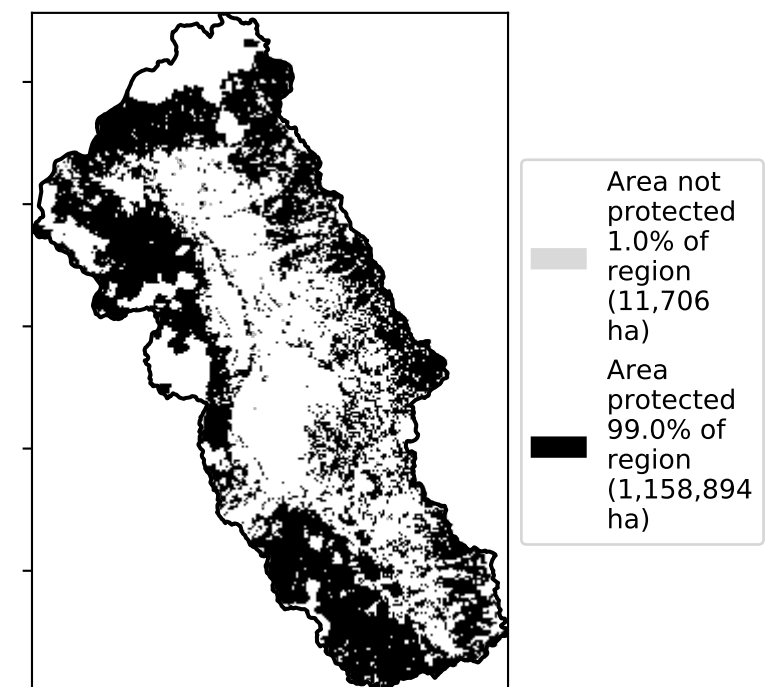 Area not
protected
1.0% of
region
(11,706
ha)
Area
protected
99.0% of
region
(1,158,894
ha)